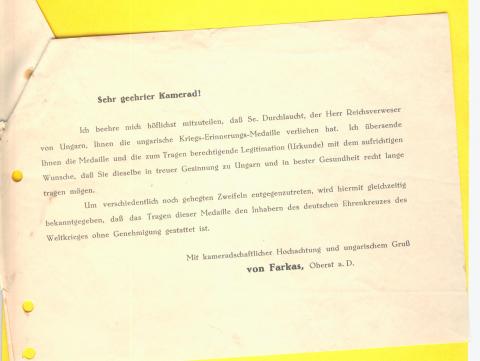 Sehr geehrter Kamerad!
Ich beehre mich höflichst mitzuteilen, daß Se. Durchlaucht, der Herr Reichsverweser
von Ungarn, Ihnen die ungarische Kriegs-Erinnerungs-Medaille verliehen hat. Ich übersende
Ihnen die Medaille und die zum Tragen berechtigende Legitimation (Urkunde) mit dem aufrichtigen
Wunsche, daß Sie dieselbe in treuer Gesinnung zu Ungarn und in bester Gesundheit recht lange
tragen mögen.
Um verschiedentlich noch gehegten Zweifeln entgegenzutreten, wird hiermit gleichzeitig
bekanntgegeben, daß das Tragen dieser Medaille den Inhabern des deutschen Ehrenkreuzes des
Weltkrieges ohne Genehmigung gestattet ist.
Mit kameradschaftlicher Hochachtung und ungarischem Gruß
von Farkas, Oberst a. D.